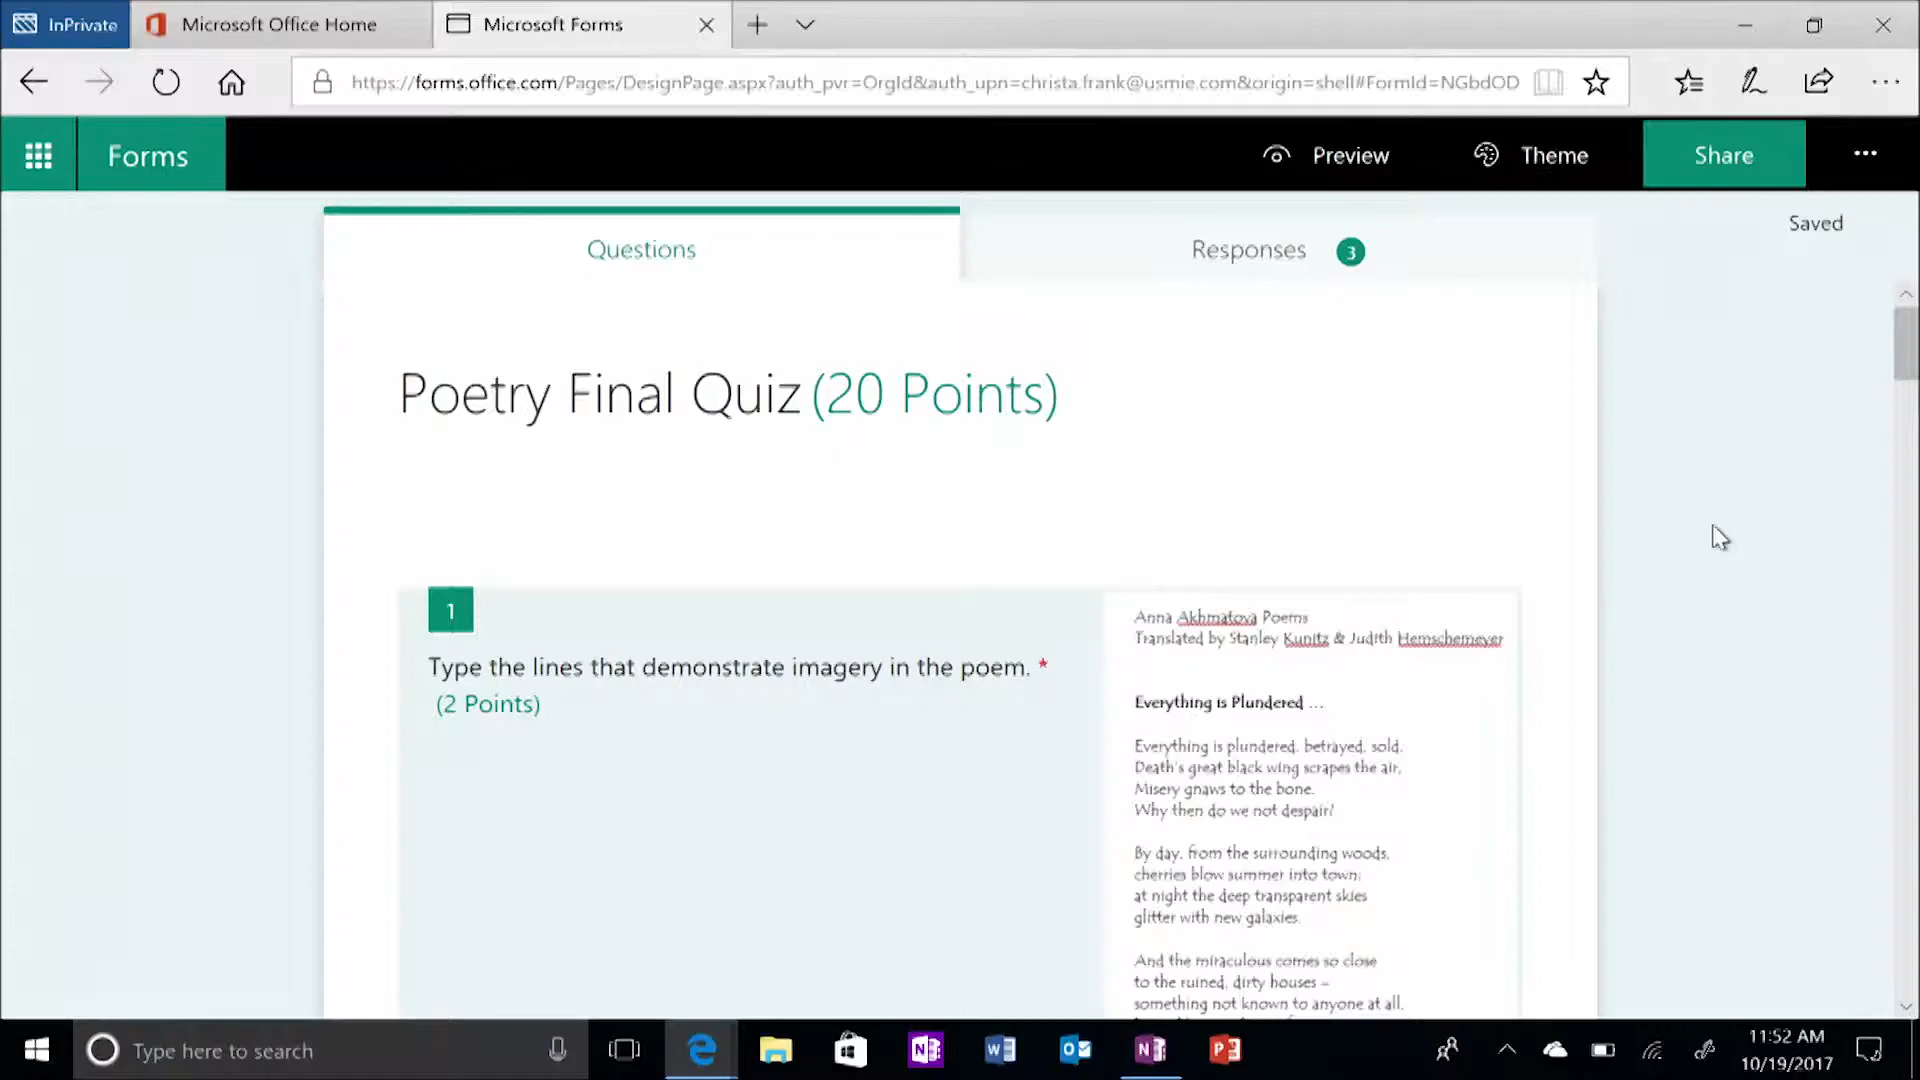 InPrivate
Microsoft Office Home
Microsoft Forms
https://forms.office.com/Pages/DesignPage.aspx?auth_pvr=OrgId&auth_upn=christa.frank@usmie.com&origin=shell#FormId=NGbdOD
Forms
Preview
Theme
Share
Saved
Questions
Responses
3
Poetry Final Quiz (20 Points)
1
Type the lines that demonstrate imagery in the poem. *
(2 Points)
Anna Akhmatova Poems
Translated by Stanley Kunitz & Judith Hemschemeyer
Everything is Plundered ...
Everything is plundered, betrayed, sold,
Death's great black wing scrapes the air,
Misery gnaws to the bone.
Why then do we not despair?
By day, from the surrounding woods,
cherries blow summer into town;
at night the deep transparent skies
glitter with new galaxies.
And the miraculous comes so close
to the ruined, dirty houses –
something not known to anyone at all,
Type here to search
11:52 AM
10/19/2017